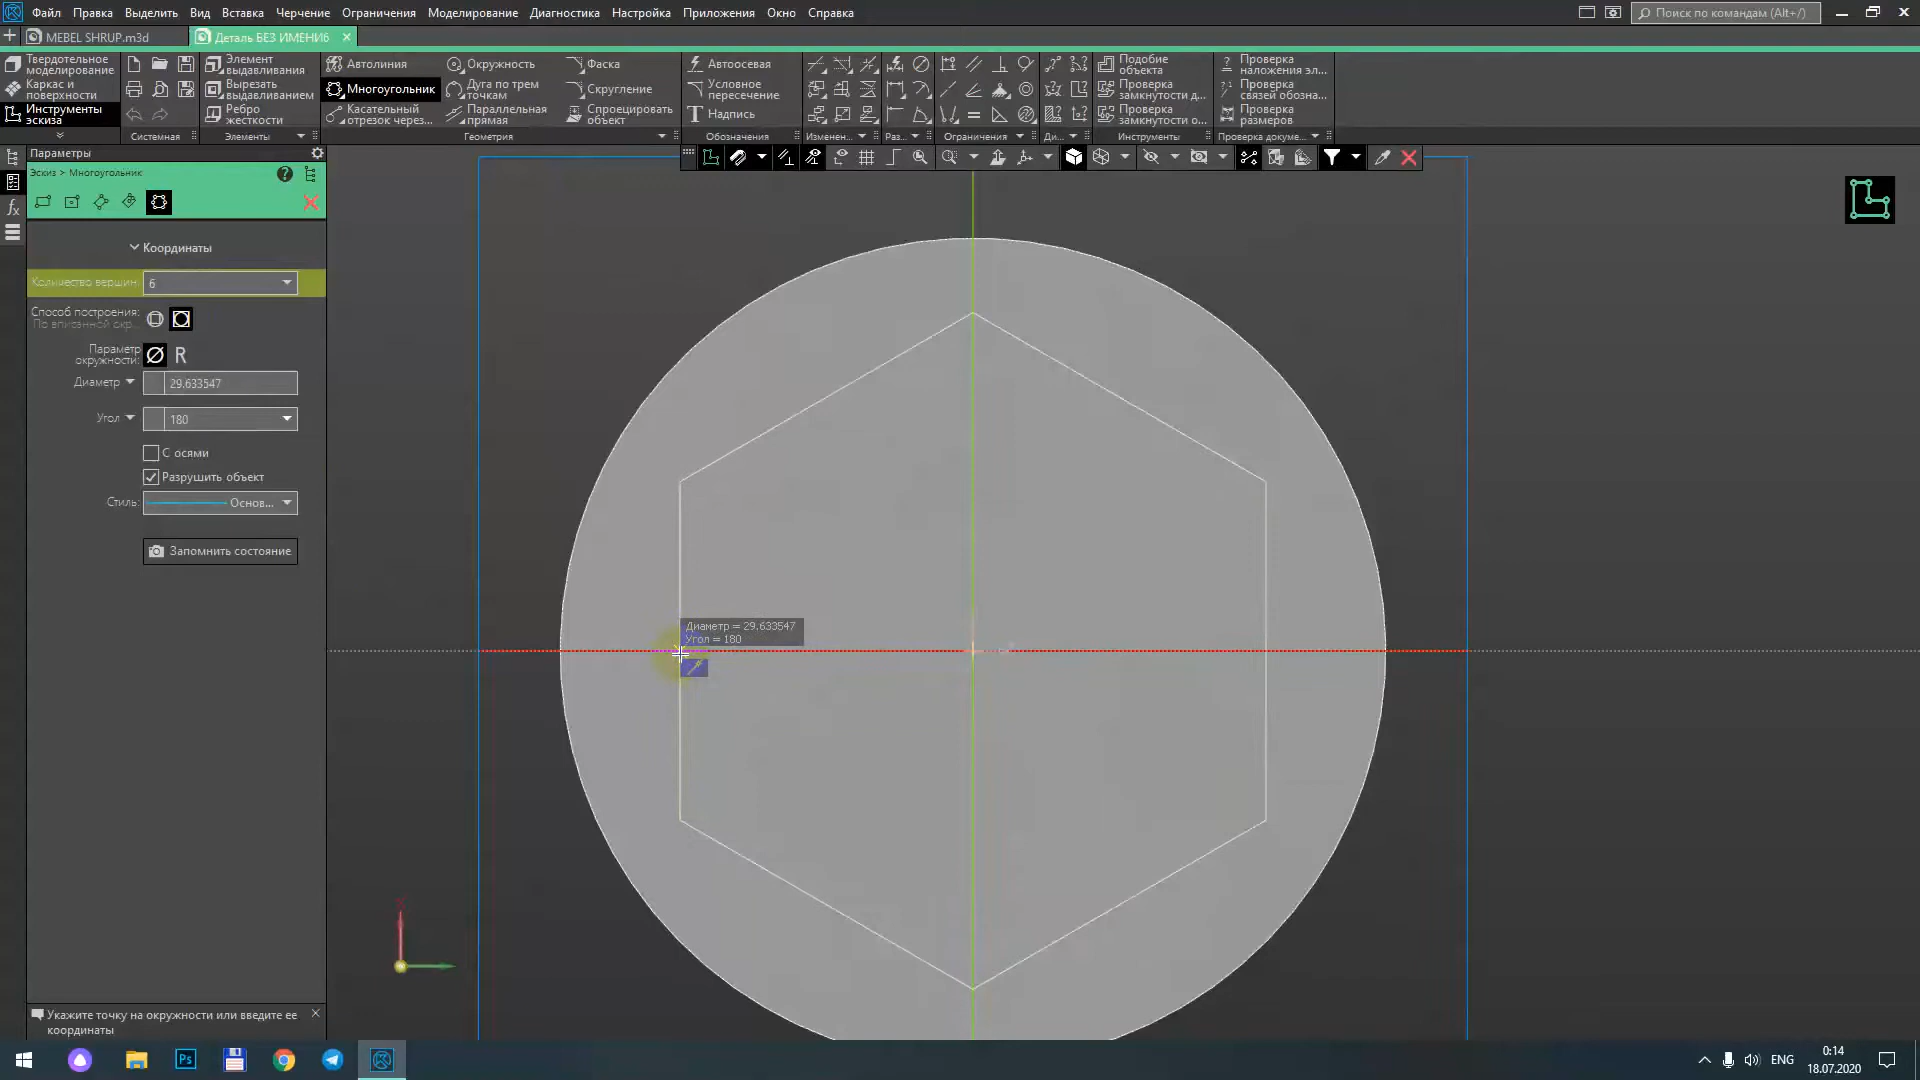 Файл Правка Выделить Вид Вставка Черчение Ограничения Моделирование Диагностика Настройка Приложения Окно Справка
Поиск по командам (Alt+/)
MEBEL SHRUP.m3d
Деталь БЕЗ ИМЕНИ6
Твердотельное моделирование
Каркас и поверхности
Инструменты эскиза
Системная
Элемент выдавливания
Вырезать выдавливанием
Ребро жесткости
Элементы
Автолиния
Многоугольник
Касательный отрезок через...
Окружность
Дуга по трем точкам
Параллельная прямая
Фаска
Скругление
Спроецировать объект
Геометрия
Автоосевая
Условное пересечение
Надпись
Обозначения
Изменен...
Раз...
Ограничения
Ди...
Подобие объекта
Проверка замкнутости д...
Проверка замкнутости о...
Инструменты
Проверка наложения эл...
Проверка связей обозна...
Проверка размеров
Проверка докуме...
Параметры
Эскиз > Многоугольник
Координаты
Количество вершин: 6
Способ построения:
По вписанной окр...
Параметр окружности: R
Диаметр 29.633547
Угол 180
С осями
Разрушить объект
Стиль: Основ...
Запомнить состояние
Диаметр = 29.633547
Угол = 180
Укажите точку на окружности или введите ее
координаты
Ps
ENG
0:14
18.07.2020